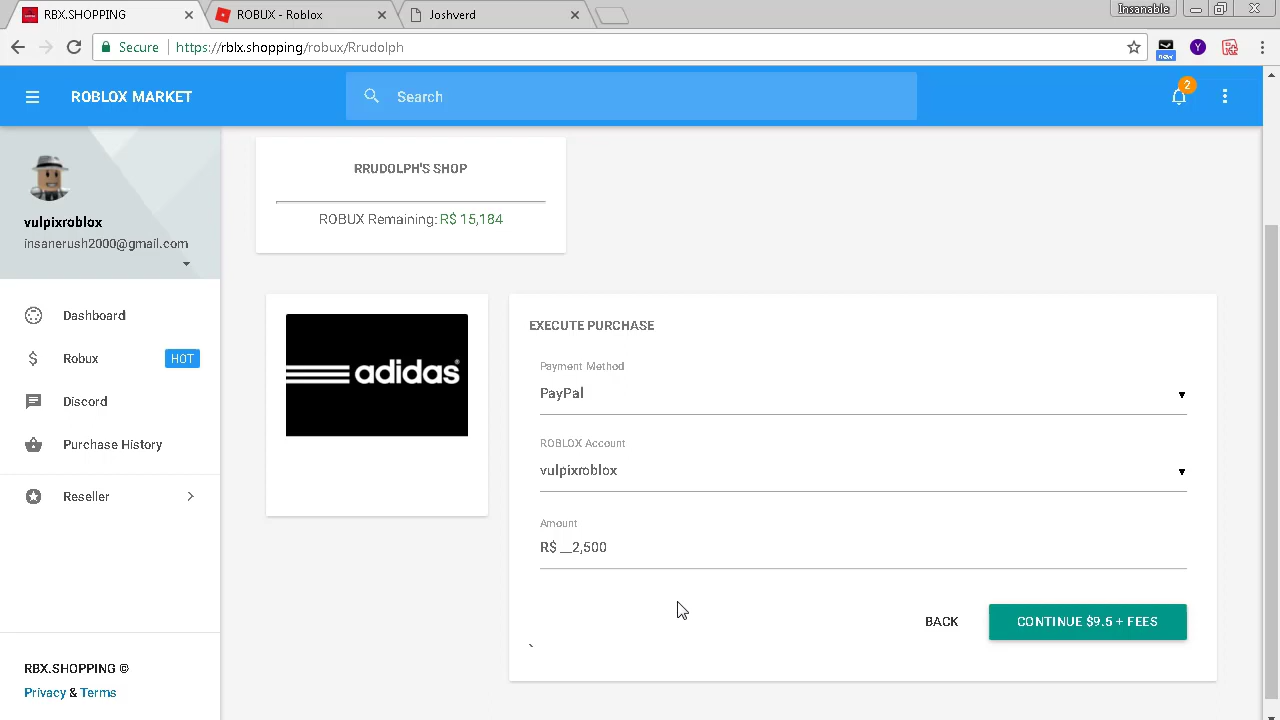 RBX.SHOPPING
ROBUX - Roblox
Joshverd
Insanable
Secure
https://rblx.shopping/robux/Rrudolph
new
Y
ROBLOX MARKET
Search
2
vulpixroblox
insanerush2000@gmail.com
Dashboard
Robux
HOT
Discord
Purchase History
Reseller
RBX.SHOPPING ©
Privacy & Terms
RRUDOLPH'S SHOP
ROBUX Remaining: R$ 15,184
adidas®
EXECUTE PURCHASE
Payment Method
PayPal
ROBLOX Account
vulpixroblox
Amount
R$ __2,500
BACK
CONTINUE $9.5 + FEES
`